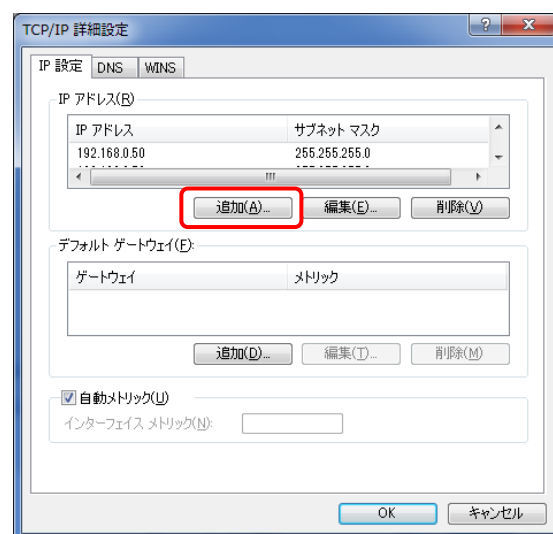 TCP/IP 詳細設定
IP 設定 DNS WINS
IP アドレス(R)
IP アドレス サブネット マスク
192.168.0.50 255.255.255.0
追加(A)... 編集(E)... 削除(V)
デフォルト ゲートウェイ(F):
ゲートウェイ メトリック
追加(D)... 編集(T)... 削除(M)
自動メトリック(U)
インターフェイス メトリック(N):
OK キャンセル